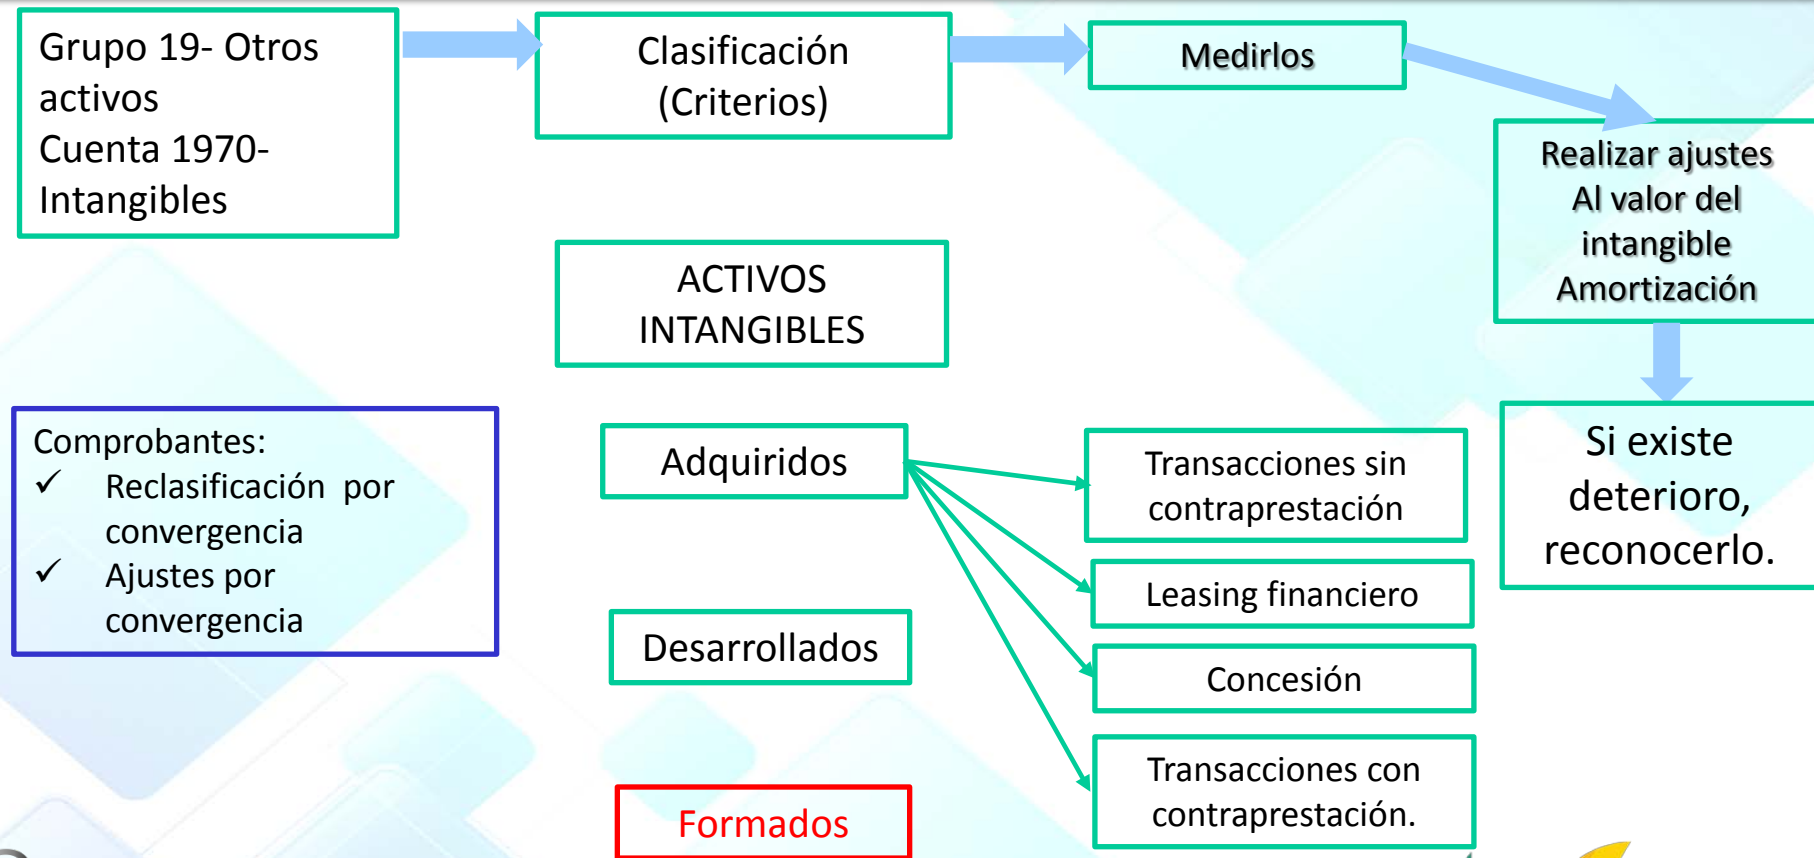 Grupo 19- Otros
activos
Cuenta 1970-
Intangibles
Clasificación
(Criterios)
Medirlos
Realizar ajustes
Al valor del
intangible
Amortización
ACTIVOS
INTANGIBLES
Si existe
deterioro,
reconocerlo.
Comprobantes:
✓ Reclasificación por
convergencia
✓ Ajustes por
convergencia
Adquiridos
Transacciones sin
contraprestación
Leasing financiero
Concesión
Transacciones con
contraprestación.
Desarrollados
Formados